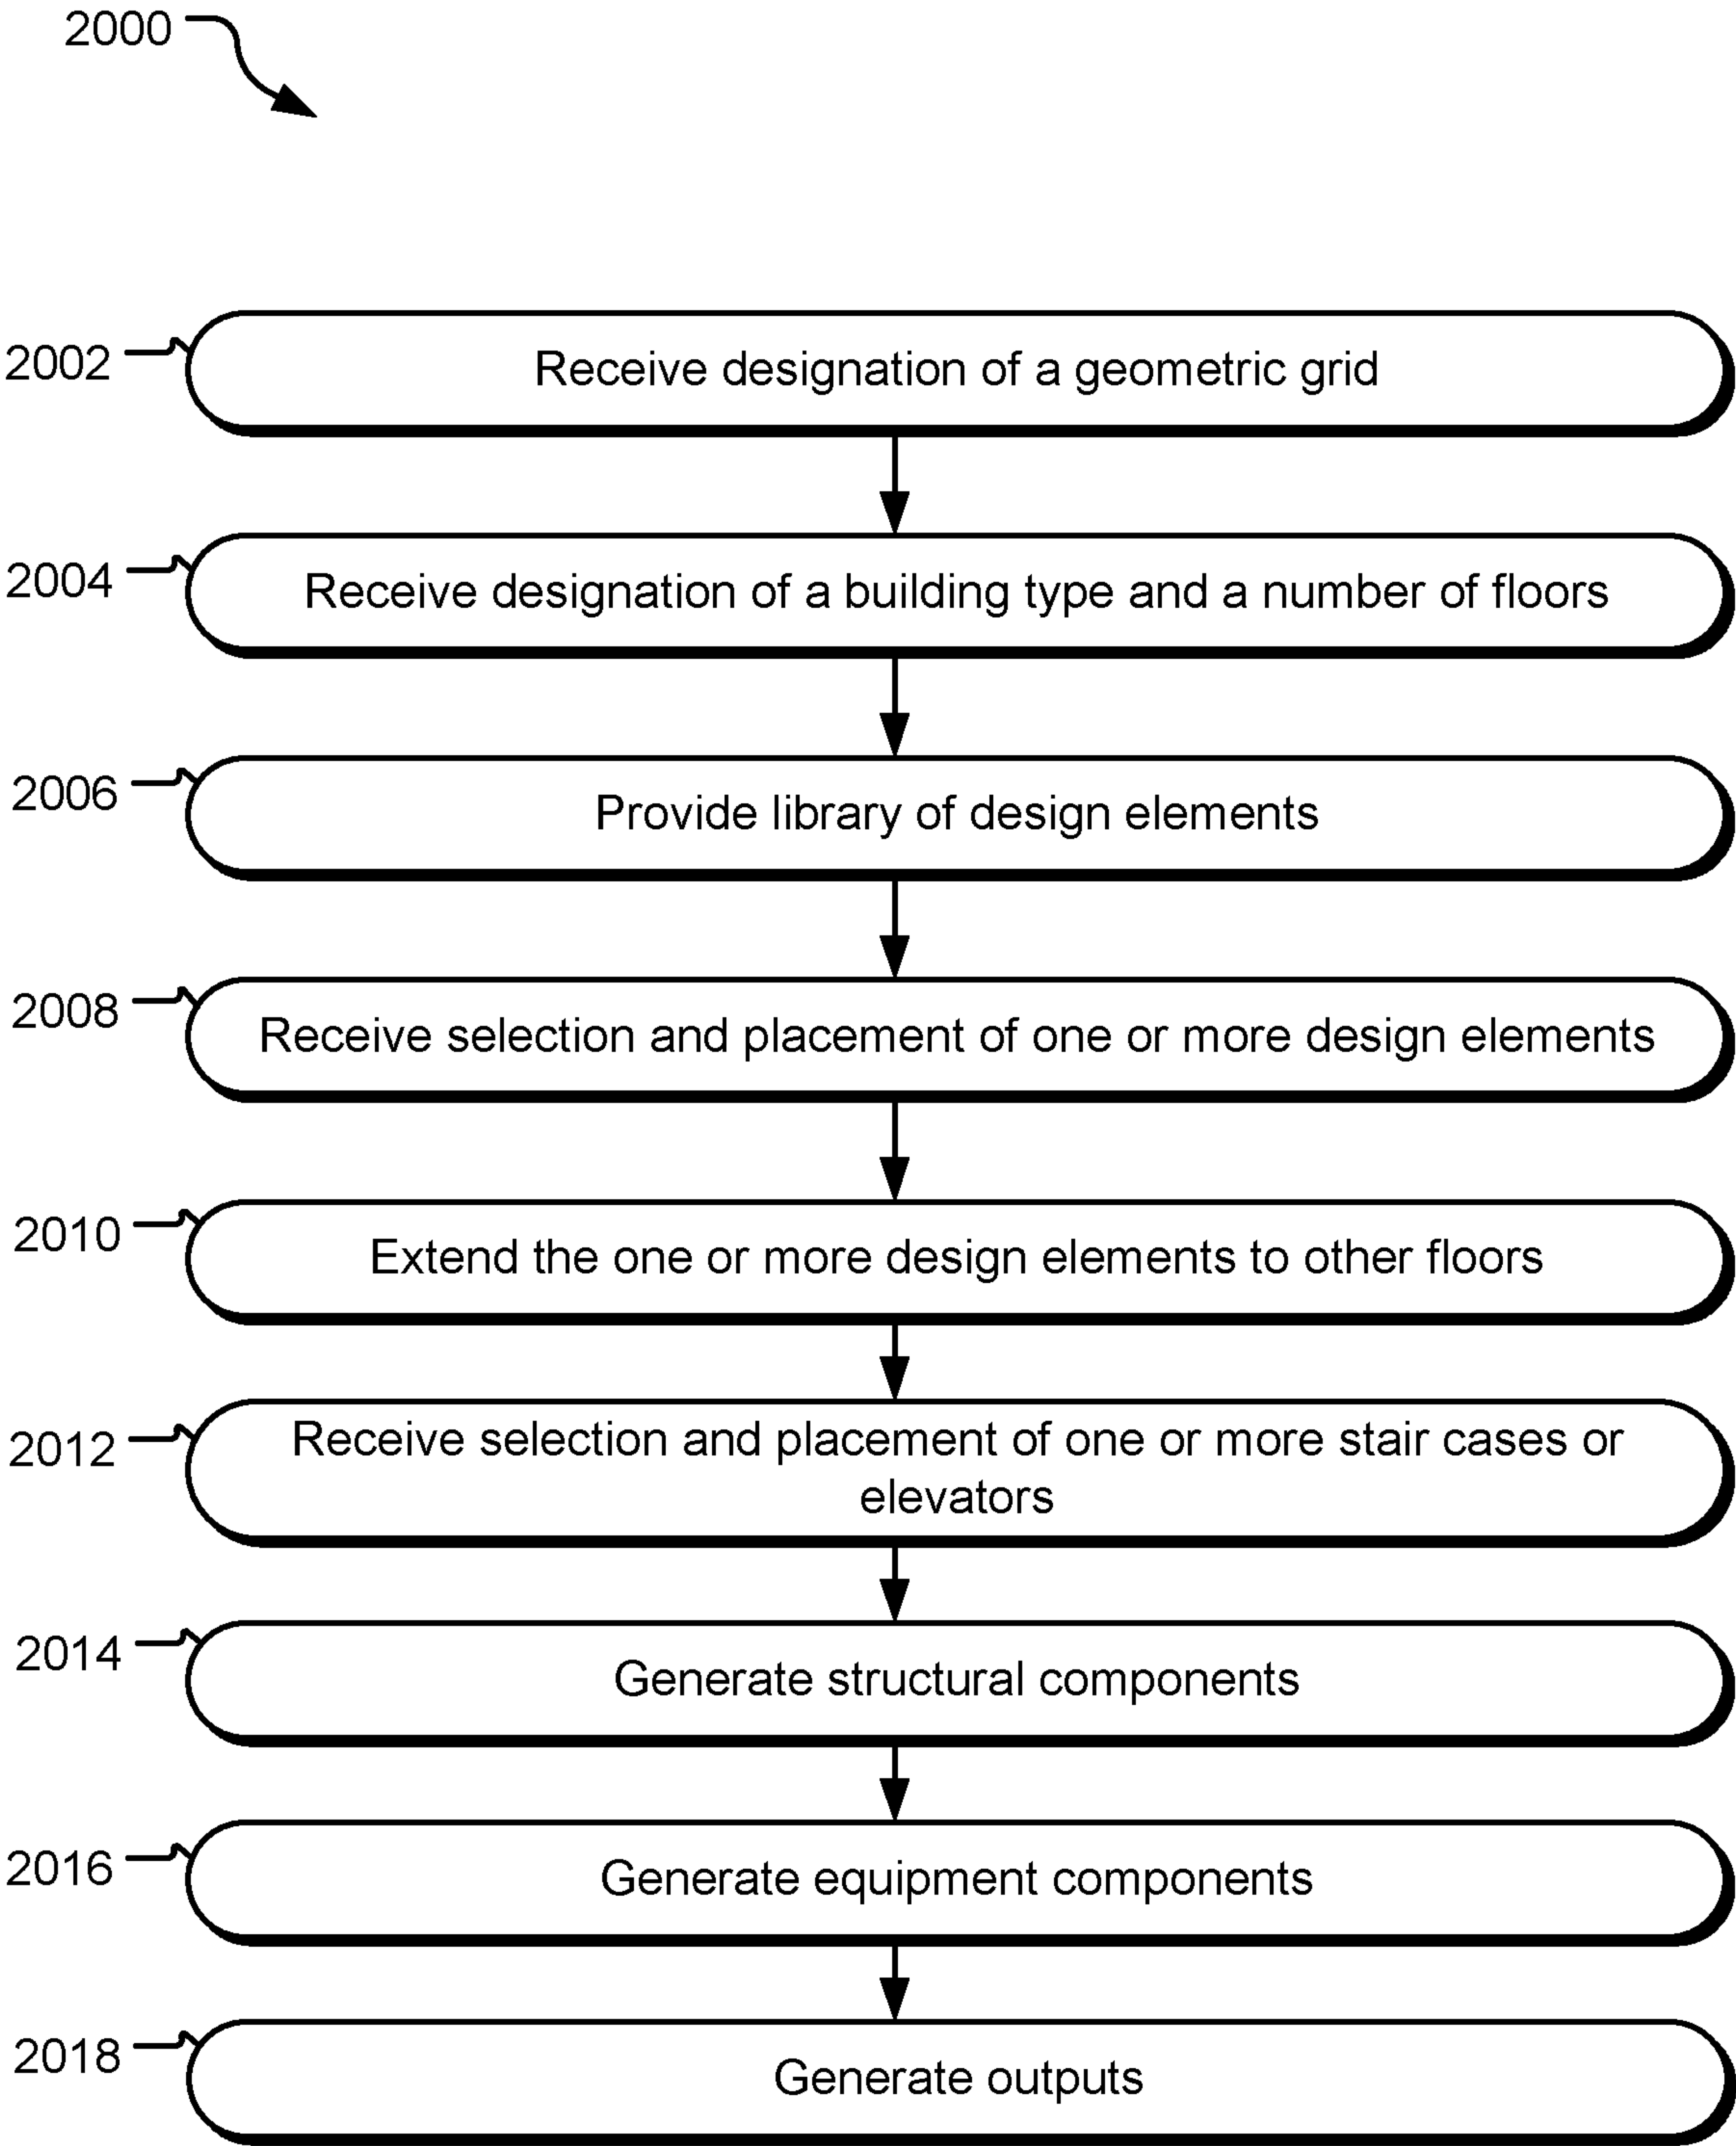 2000
2002
Receive designation of a geometric grid
2004
Receive designation of a building type and a number of floors
2006
Provide library of design elements
2008
Receive selection and placement of one or more design elements
2010
Extend the one or more design elements to other floors
2012
Receive selection and placement of one or more stair cases or
elevators
2014
Generate structural components
2016
Generate equipment components
2018
Generate outputs